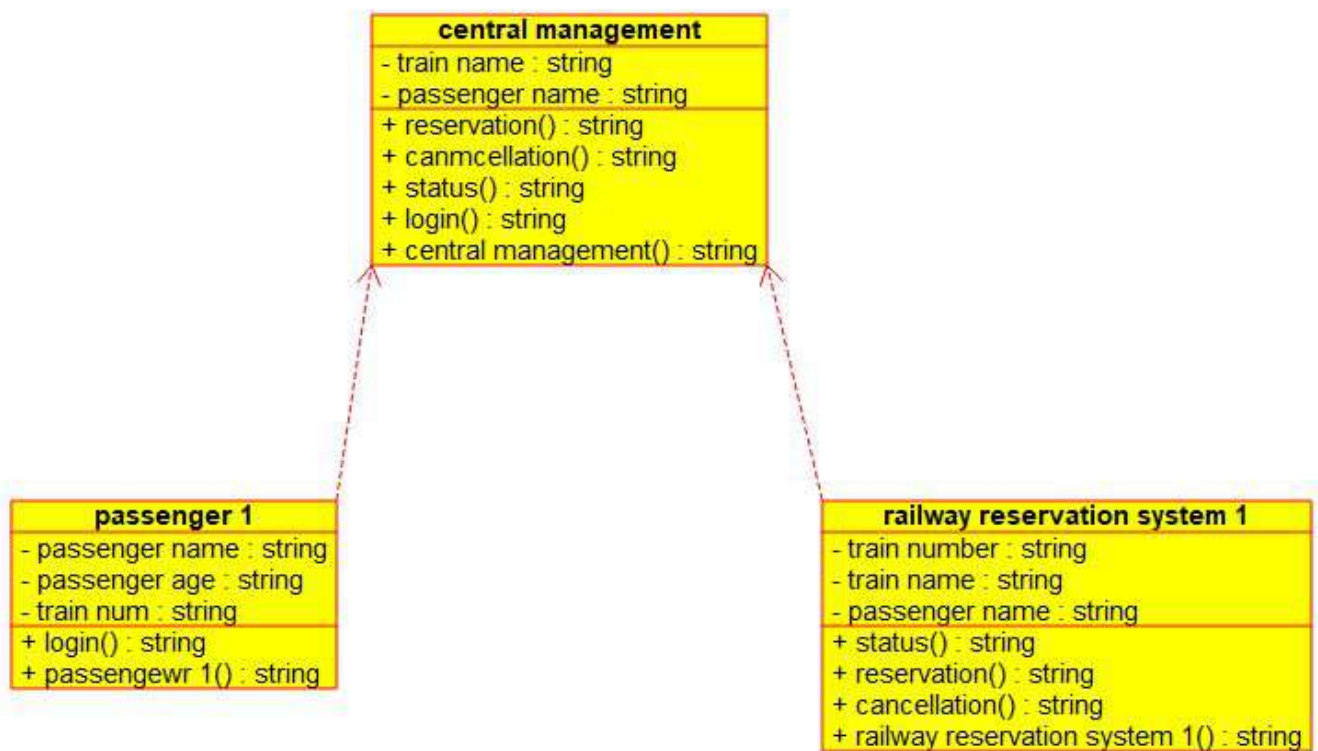 central management
- train name : string
- passenger name : string
+ reservation() : string
+ canmcellation() : string
+ status() : string
+ login() : string
+ central management() : string
passenger 1
- passenger name : string
- passenger age : string
- train num : string
+ login() : string
+ passengewr 1() : string
railway reservation system 1
- train number : string
- train name : string
- passenger name : string
+ status() : string
+ reservation() : string
+ cancellation() : string
+ railway reservation system 1() : string